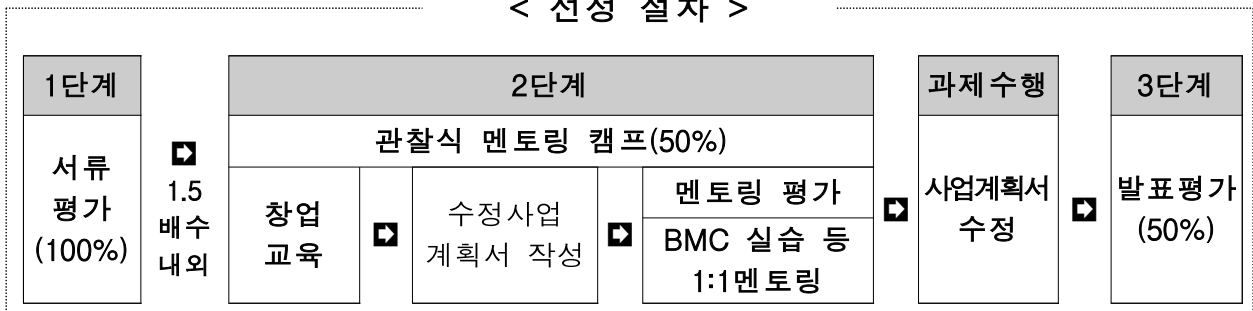 < 선정 절차 >
1단계
서류
평가
(100%)
1.5
배수
내외
2단계
관찰식 멘토링 캠프(50%)
창업
교육
수정사업
계획서 작성
멘토링 평가
BMC 실습 등
1:1멘토링
과제수행
사업계획서
수정
3단계
발표평가
(50%)